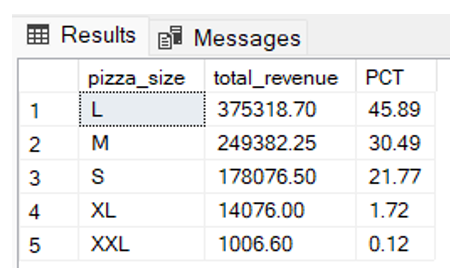 Results Messages
pizza_size total_revenue PCT
1 L 375318.70 45.89
2 M 249382.25 30.49
3 S 178076.50 21.77
4 XL 14076.00 1.72
5 XXL 1006.60 0.12